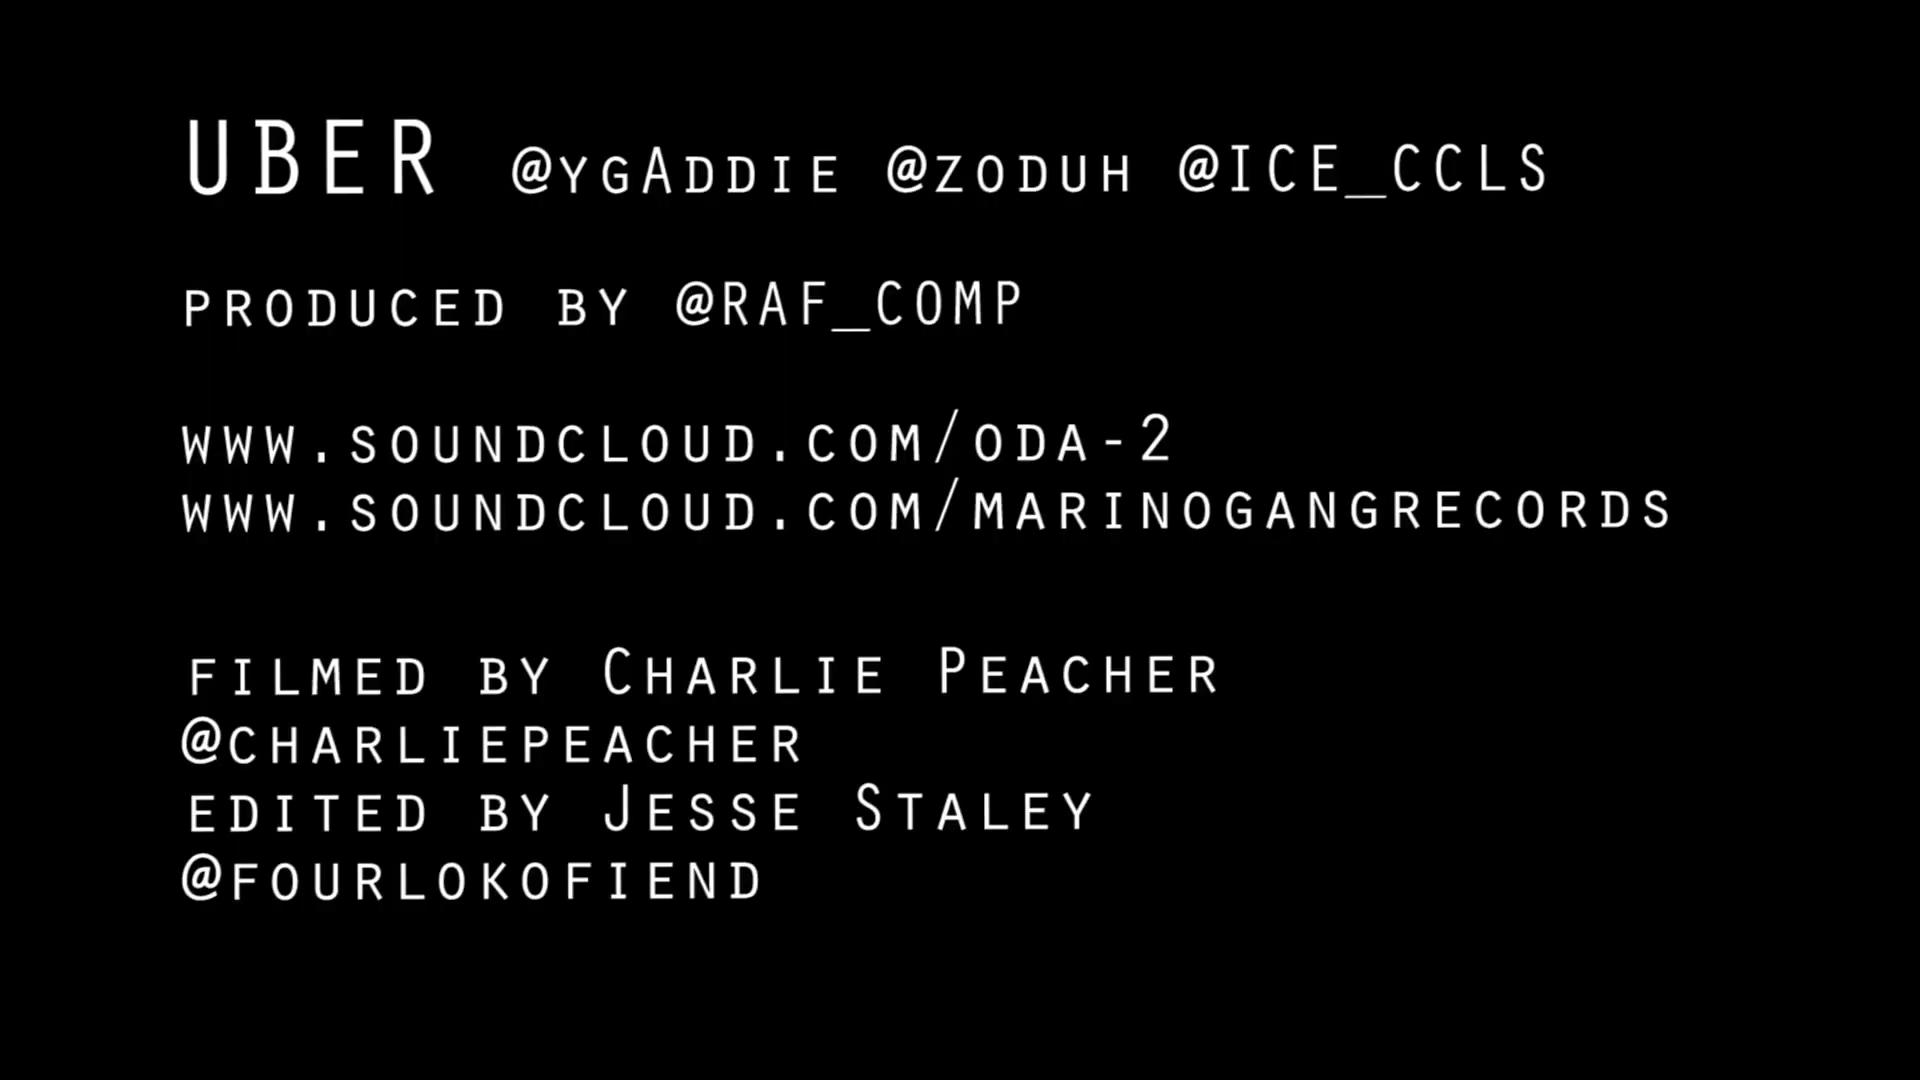 UBER @ygAddie @zoduh @ICE_CCLS
produced by @RAF_COMP
www.soundcloud.com/oda-2
www.soundcloud.com/marinogangrecords
filmed by Charlie Peacher
@charliepeacher
edited by Jesse Staley
@fourlokofiend